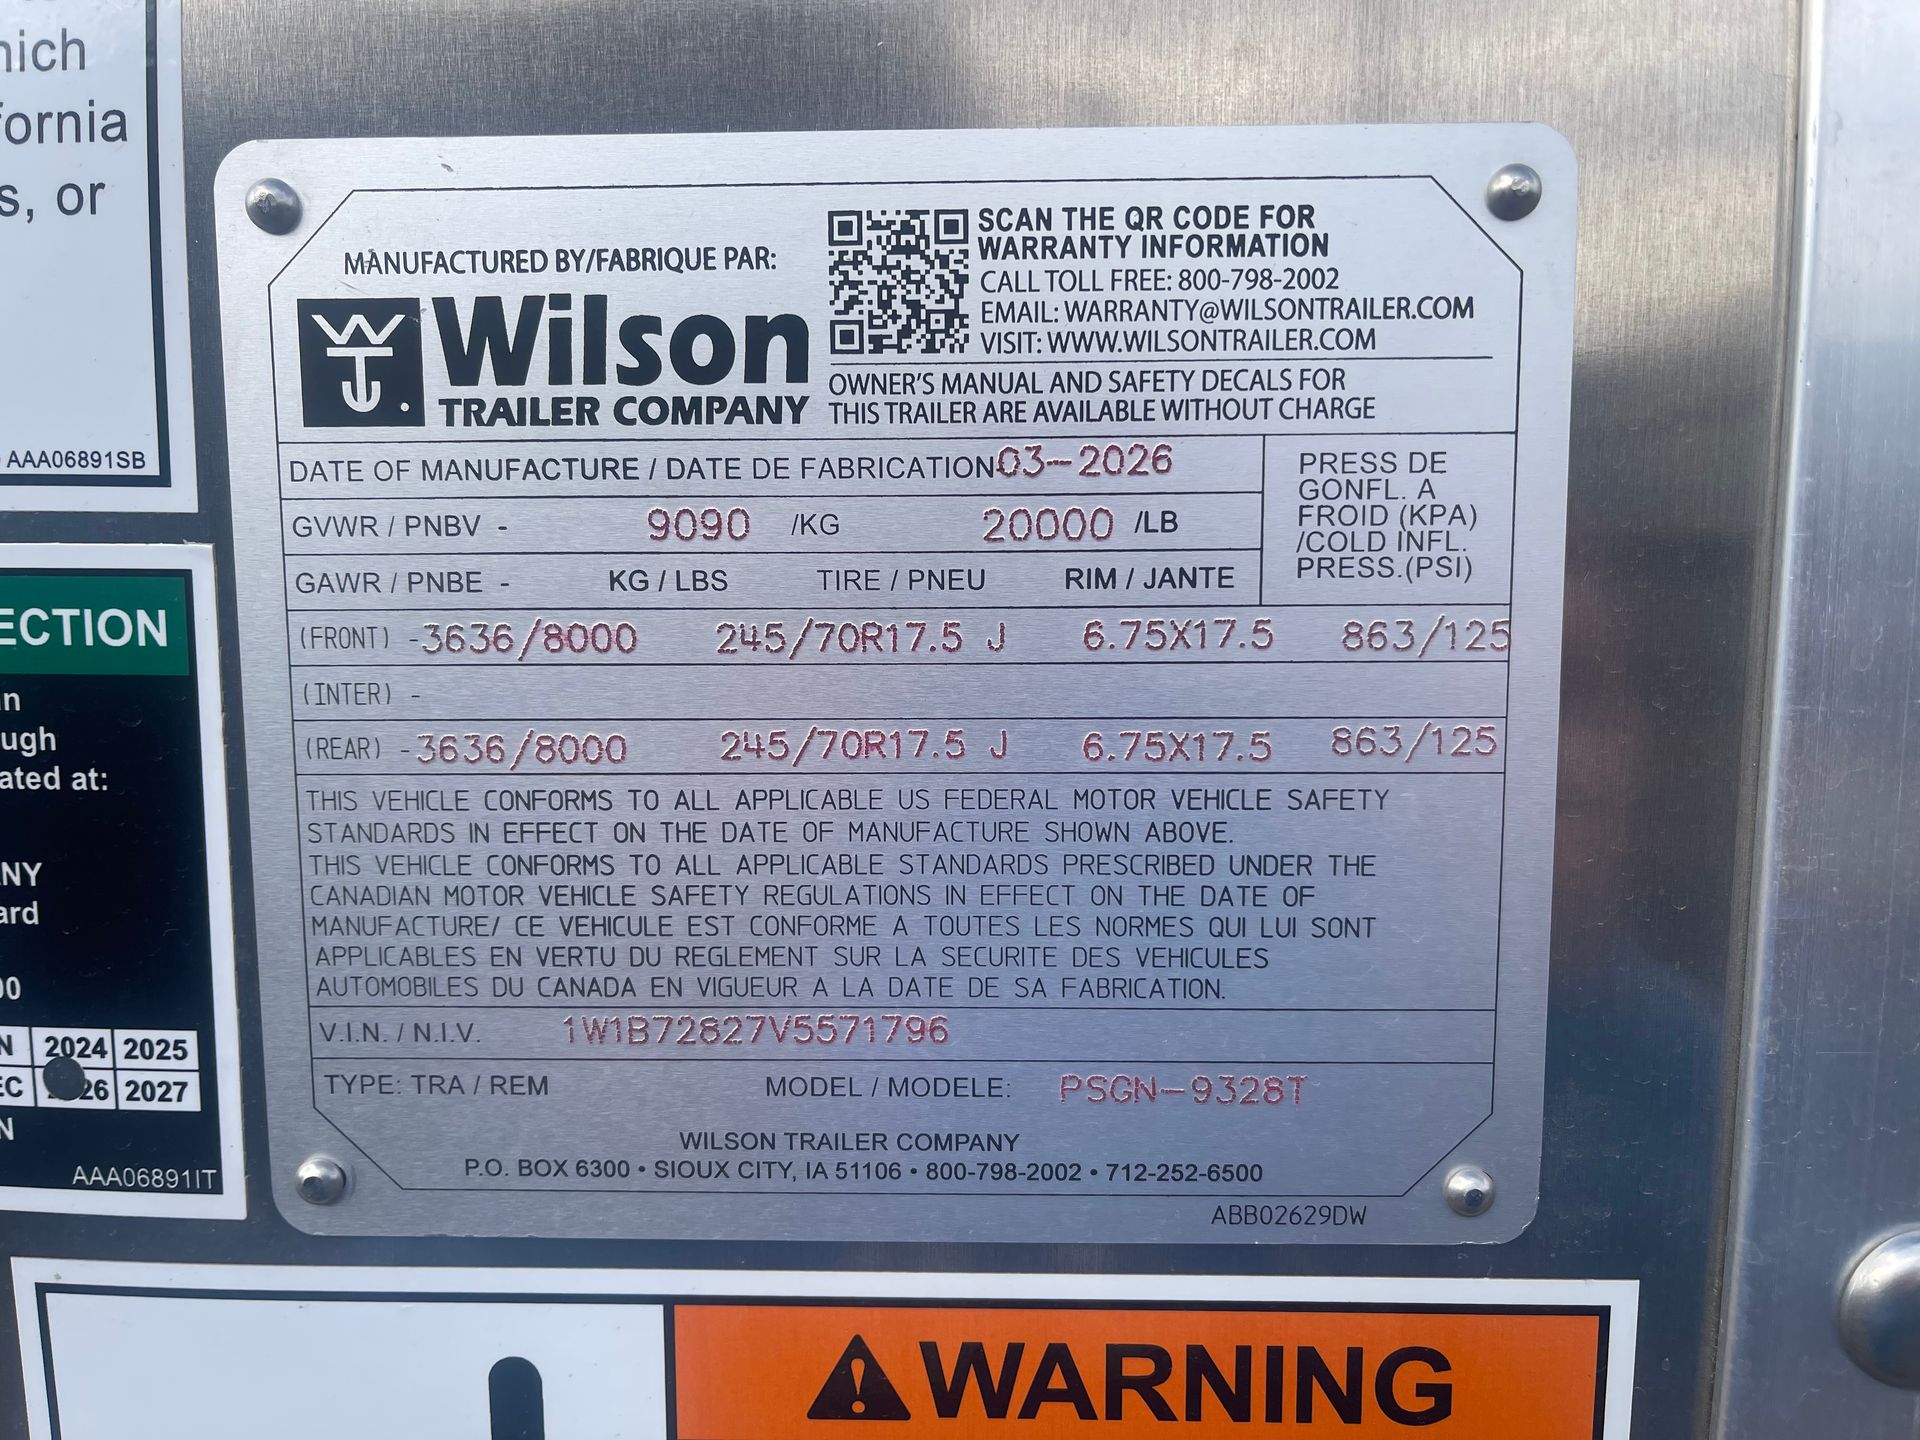 hich
fornia
s, or
AAA06891SB
ECTION
n
ugh
ated at:
NY
ard
00
N 2024 2025
EC 26 2027
N
AAA06891IT
MANUFACTURED BY/FABRIQUE PAR:
Wilson
TRAILER COMPANY
SCAN THE QR CODE FOR
WARRANTY INFORMATION
CALL TOLL FREE: 800-798-2002
EMAIL: WARRANTY@WILSONTRAILER.COM
VISIT: WWW.WILSONTRAILER.COM
OWNER'S MANUAL AND SAFETY DECALS FOR
THIS TRAILER ARE AVAILABLE WITHOUT CHARGE
DATE OF MANUFACTURE / DATE DE FABRICATION 03-2026
GVWR / PNBV - 9090 /KG 20000 /LB
GAWR / PNBE - KG / LBS TIRE / PNEU RIM / JANTE
PRESS DE
GONFL. A
FROID (KPA)
/COLD INFL.
PRESS.(PSI)
(FRONT) -3636/8000 245/70R17.5 J 6.75X17.5 863/125
(INTER) -
(REAR) -3636/8000 245/70R17.5 J 6.75X17.5 863/125
THIS VEHICLE CONFORMS TO ALL APPLICABLE US FEDERAL MOTOR VEHICLE SAFETY
STANDARDS IN EFFECT ON THE DATE OF MANUFACTURE SHOWN ABOVE.
THIS VEHICLE CONFORMS TO ALL APPLICABLE STANDARDS PRESCRIBED UNDER THE
CANADIAN MOTOR VEHICLE SAFETY REGULATIONS IN EFFECT ON THE DATE OF
MANUFACTURE/ CE VEHICULE EST CONFORME A TOUTES LES NORMES QUI LUI SONT
APPLICABLES EN VERTU DU REGLEMENT SUR LA SECURITE DES VEHICULES
AUTOMOBILES DU CANADA EN VIGUEUR A LA DATE DE SA FABRICATION.
V.I.N. / N.I.V. 1W1B72827V5571796
TYPE: TRA / REM MODEL / MODELE: PSGN-9328T
WILSON TRAILER COMPANY
P.O. BOX 6300 • SIOUX CITY, IA 51106 • 800-798-2002 • 712-252-6500
ABB02629DW
WARNING